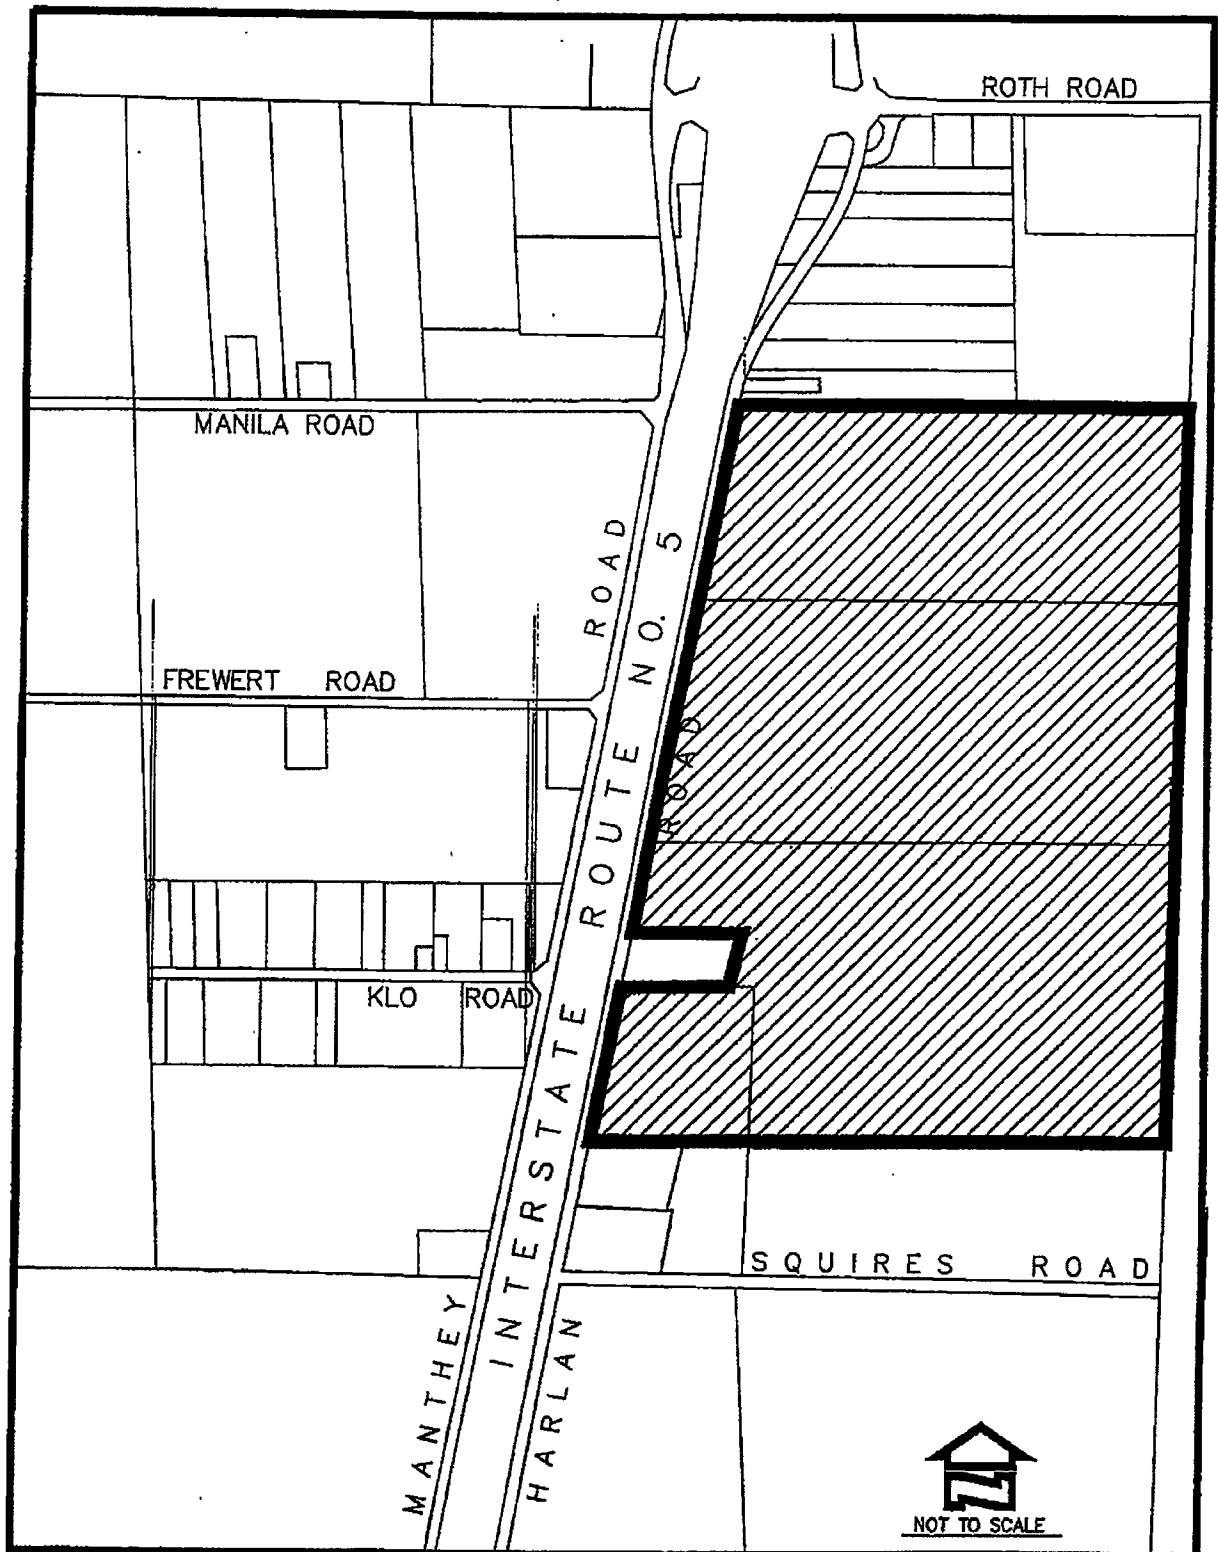 ROTH ROAD
MANILA ROAD
ROAD
INTERSTATE ROUTE NO. 5
FREWERT ROAD
ROAD
KLO ROAD
SQUIRES ROAD
MANTHEY
HARLAN
N
NOT TO SCALE